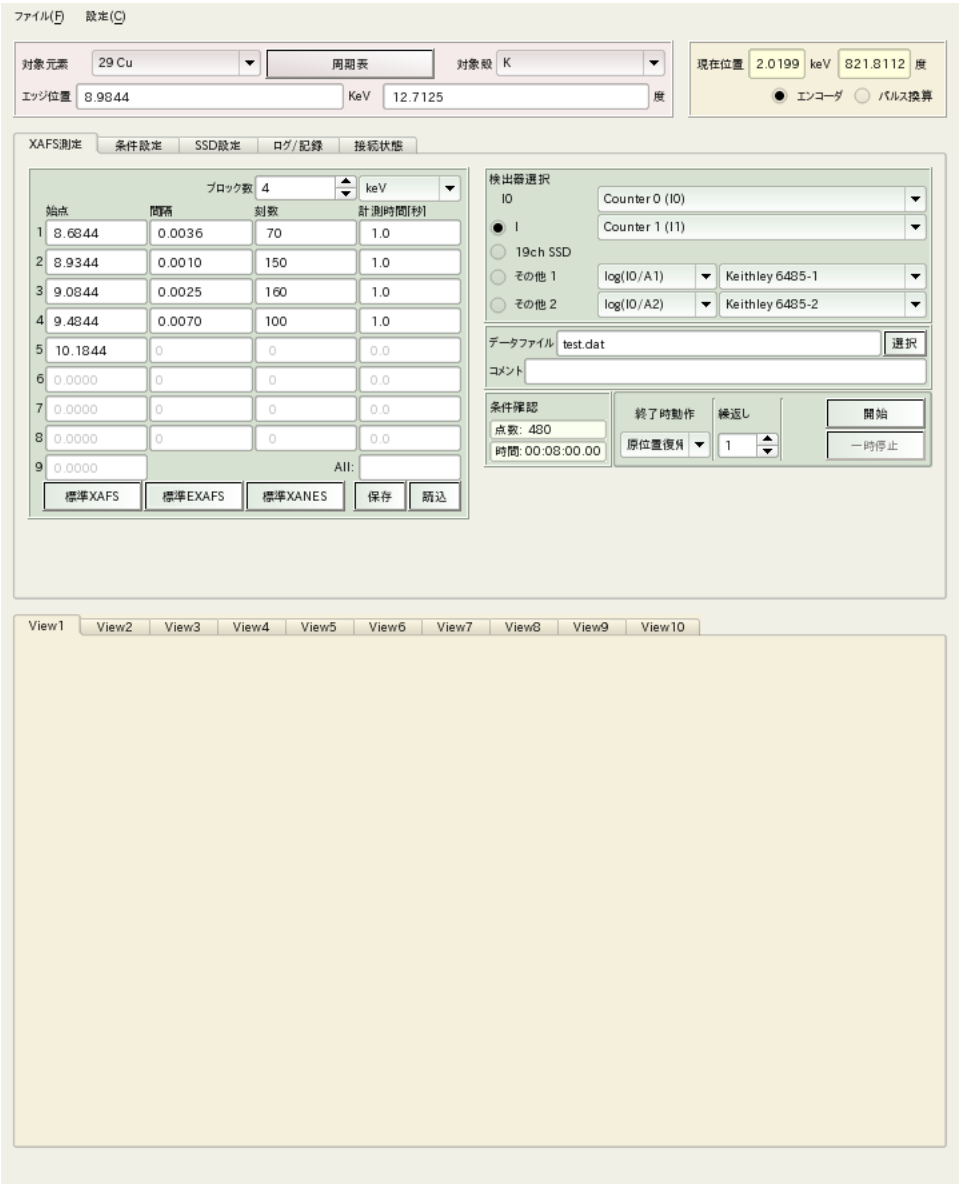 ファイル(F) 設定(C)
対象元素 29 Cu 周期表 対象殻 K
エッジ位置 8.9844 KeV 12.7125 度
現在位置 2.0199 keV 821.8112 度
エンコーダ パルス換算
XAFS測定 条件設定 SSD設定 ログ/記録 接続状態
ブロック数 4 keV
始点 間隔 刻数 計測時間[秒]
1 8.6844 0.0036 70 1.0
2 8.9344 0.0010 150 1.0
3 9.0844 0.0025 160 1.0
4 9.4844 0.0070 100 1.0
5 10.1844 0 0 0.0
6 0.0000 0 0 0.0
7 0.0000 0 0 0.0
8 0.0000 0 0 0.0
9 0.0000 All:
標準XAFS 標準EXAFS 標準XANES 保存 読込
検出器選択
I0 Counter 0 (I0)
I Counter 1 (I1)
19ch SSD
その他 1 log(I0/A1) Keithley 6485-1
その他 2 log(I0/A2) Keithley 6485-2
データファイル test.dat 選択
コメント
条件確認
点数: 480
時間: 00:08:00.00
終了時動作 繰返し
原位置復 1
開始
一時停止
View1 View2 View3 View4 View5 View6 View7 View8 View9 View10